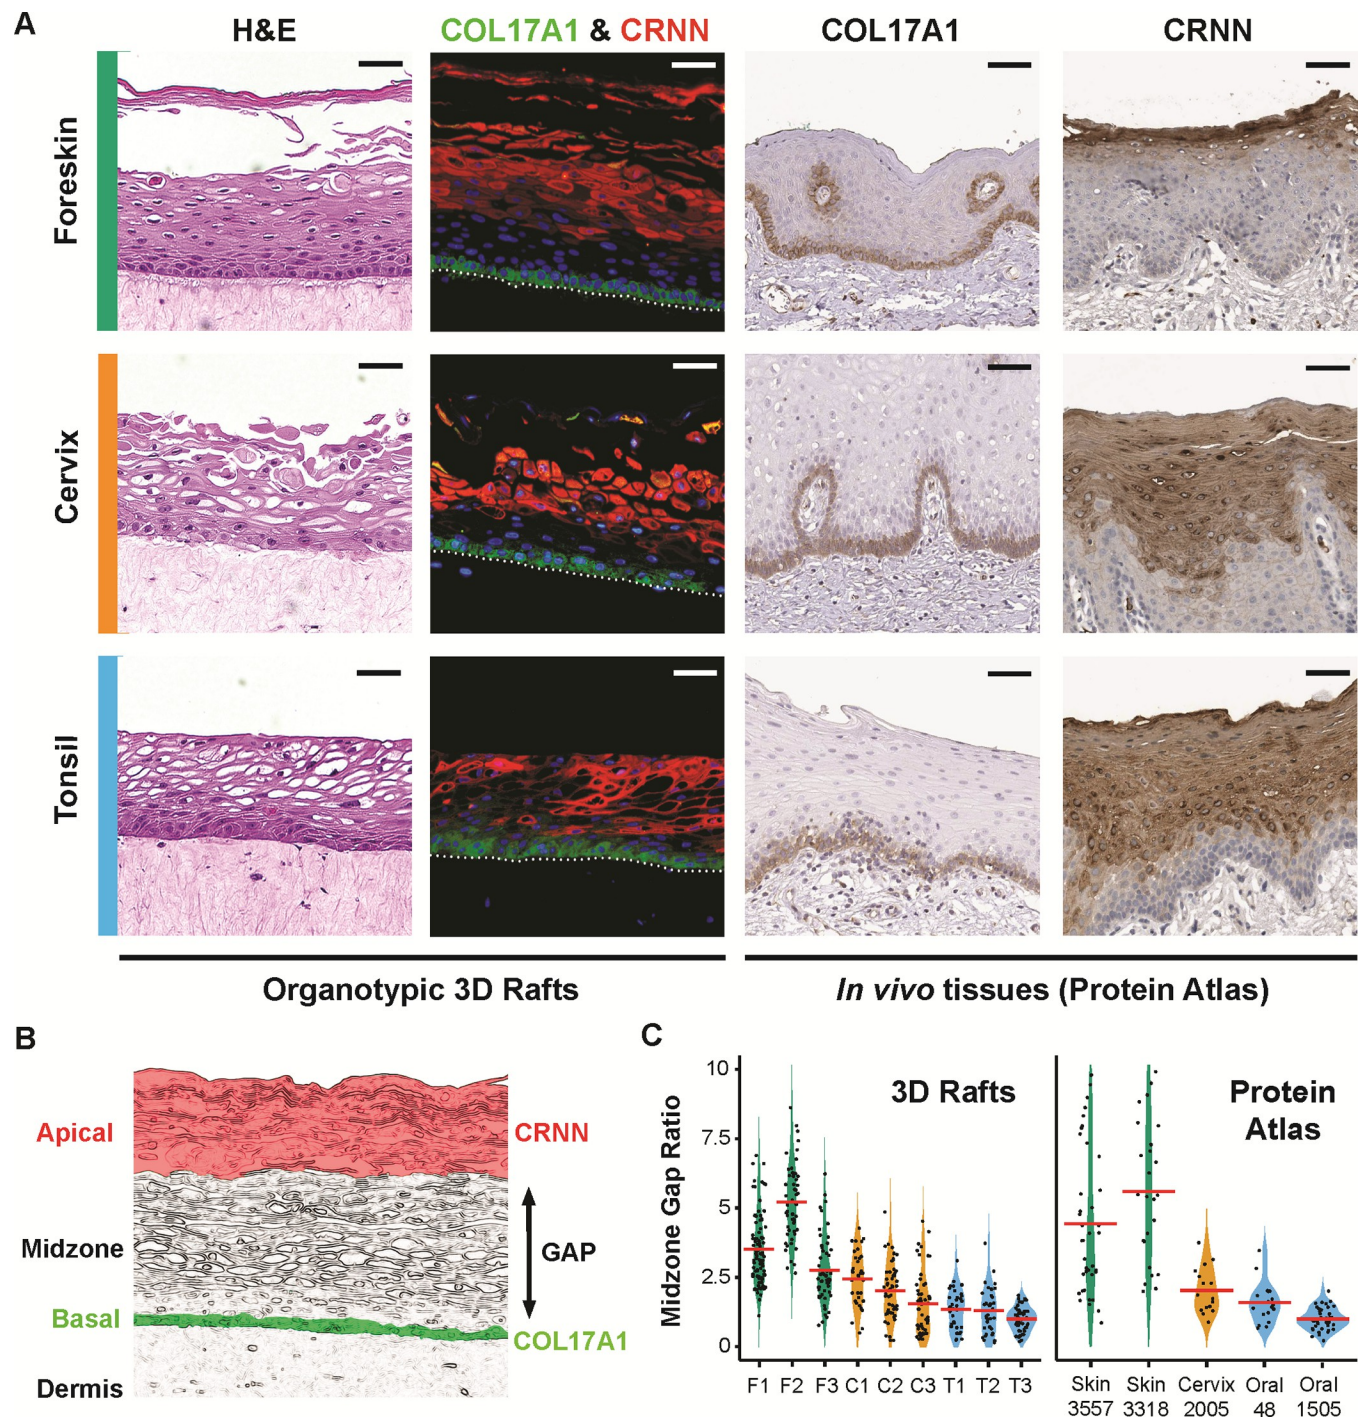 A
H&E
COL17A1 & CRNN
COL17A1
CRNN
Foreskin
Cervix
Tonsil
Organotypic 3D Rafts
In vivo tissues (Protein Atlas)
B
Apical
CRNN
Midzone
GAP
Basal
COL17A1
Dermis
C
Midzone Gap Ratio
10
7.5
5
2.5
0
3D Rafts
Protein
Atlas
F1 F2 F3 C1 C2 C3 T1 T2 T3
Skin Skin Cervix Oral Oral
3557 3318 2005 48 1505